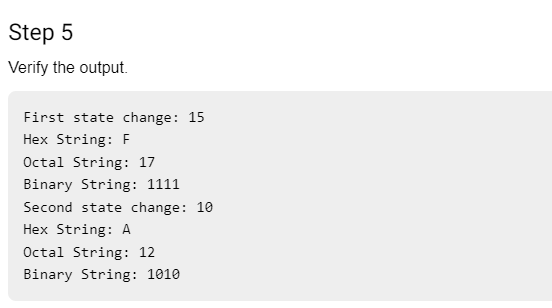 Step 5
Verify the output.
First state change: 15
Hex String: F
Octal String: 17
Binary String: 1111
Second state change: 10
Hex String: A
Octal String: 12
Binary String: 1010